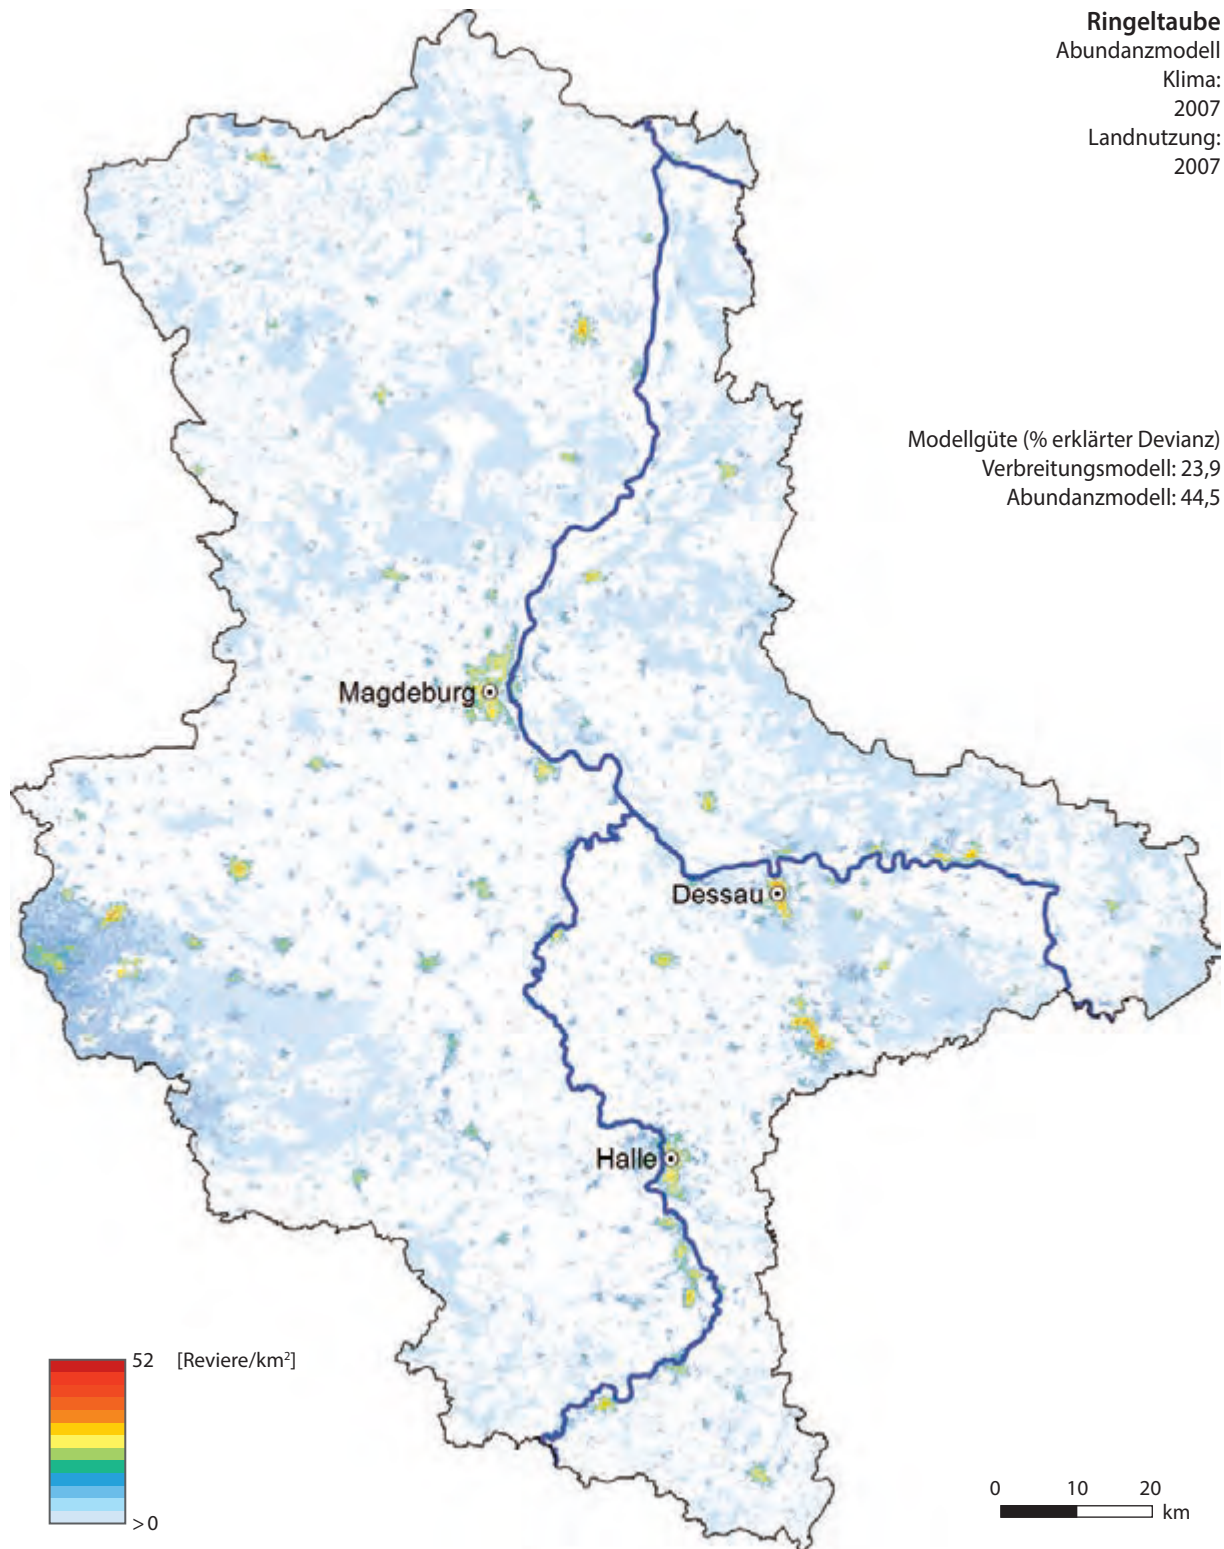 Ringeltaube
Abundanzmodell
Klima:
2007
Landnutzung:
2007
Modellgüte (% erklärter Devianz)
Verbreitungsmodell: 23,9
Abundanzmodell: 44,5
Magdeburg
Dessau
Halle
52 [Reviere/km²]
>0
0 10 20
km